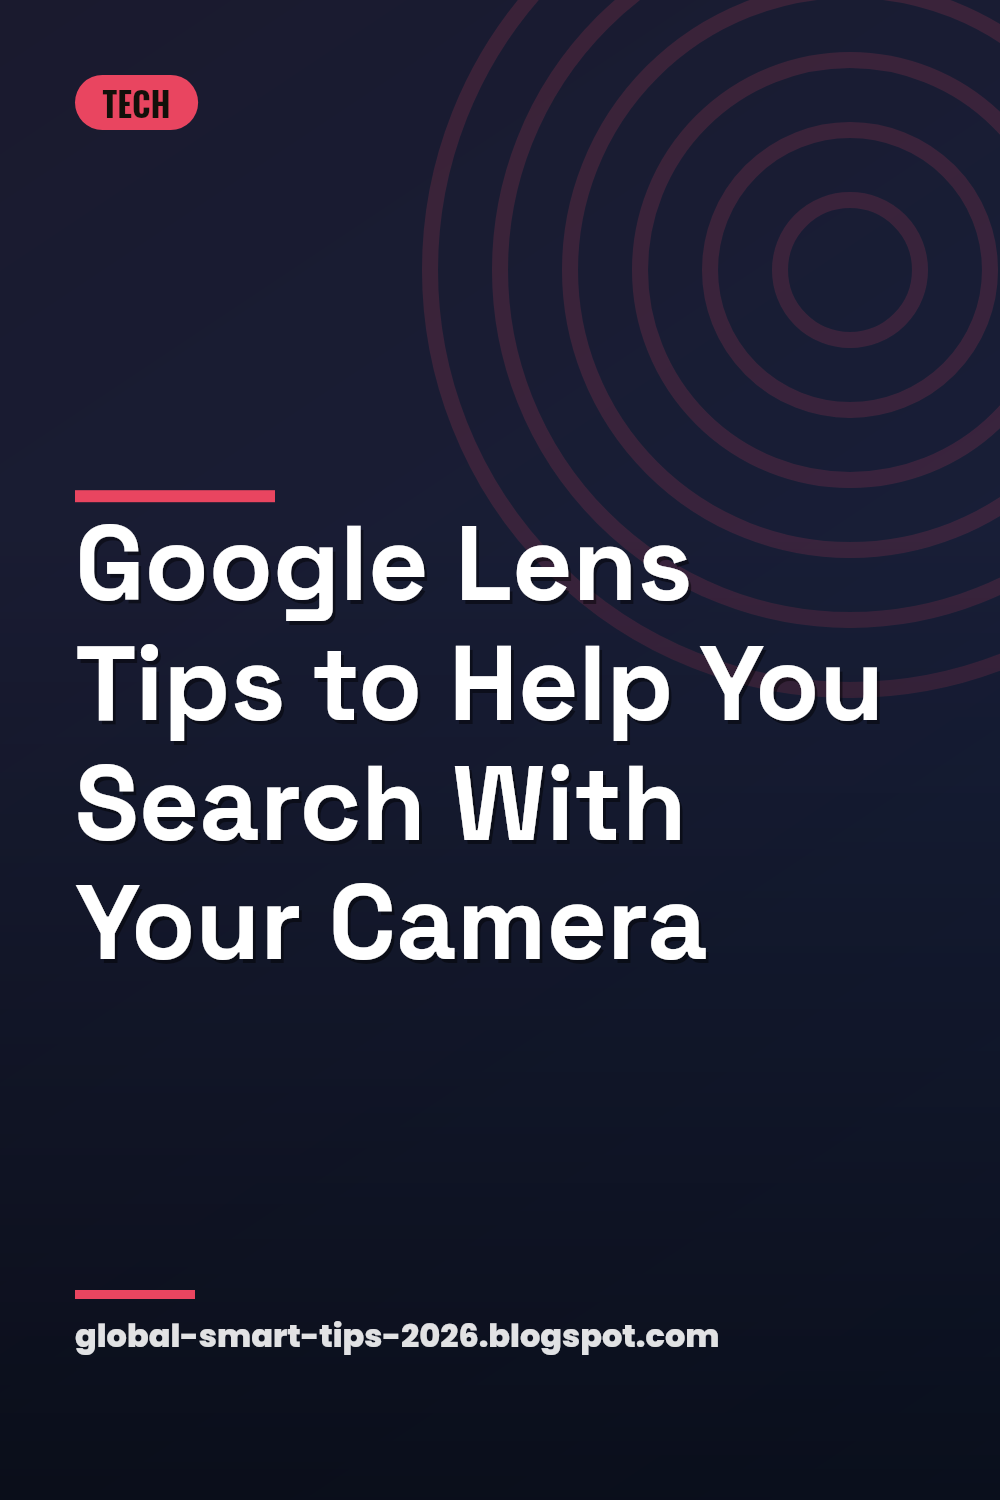 TECH
Google Lens
Tips to Help You
Search With
Your Camera
global-smart-tips-2026.blogspot.com